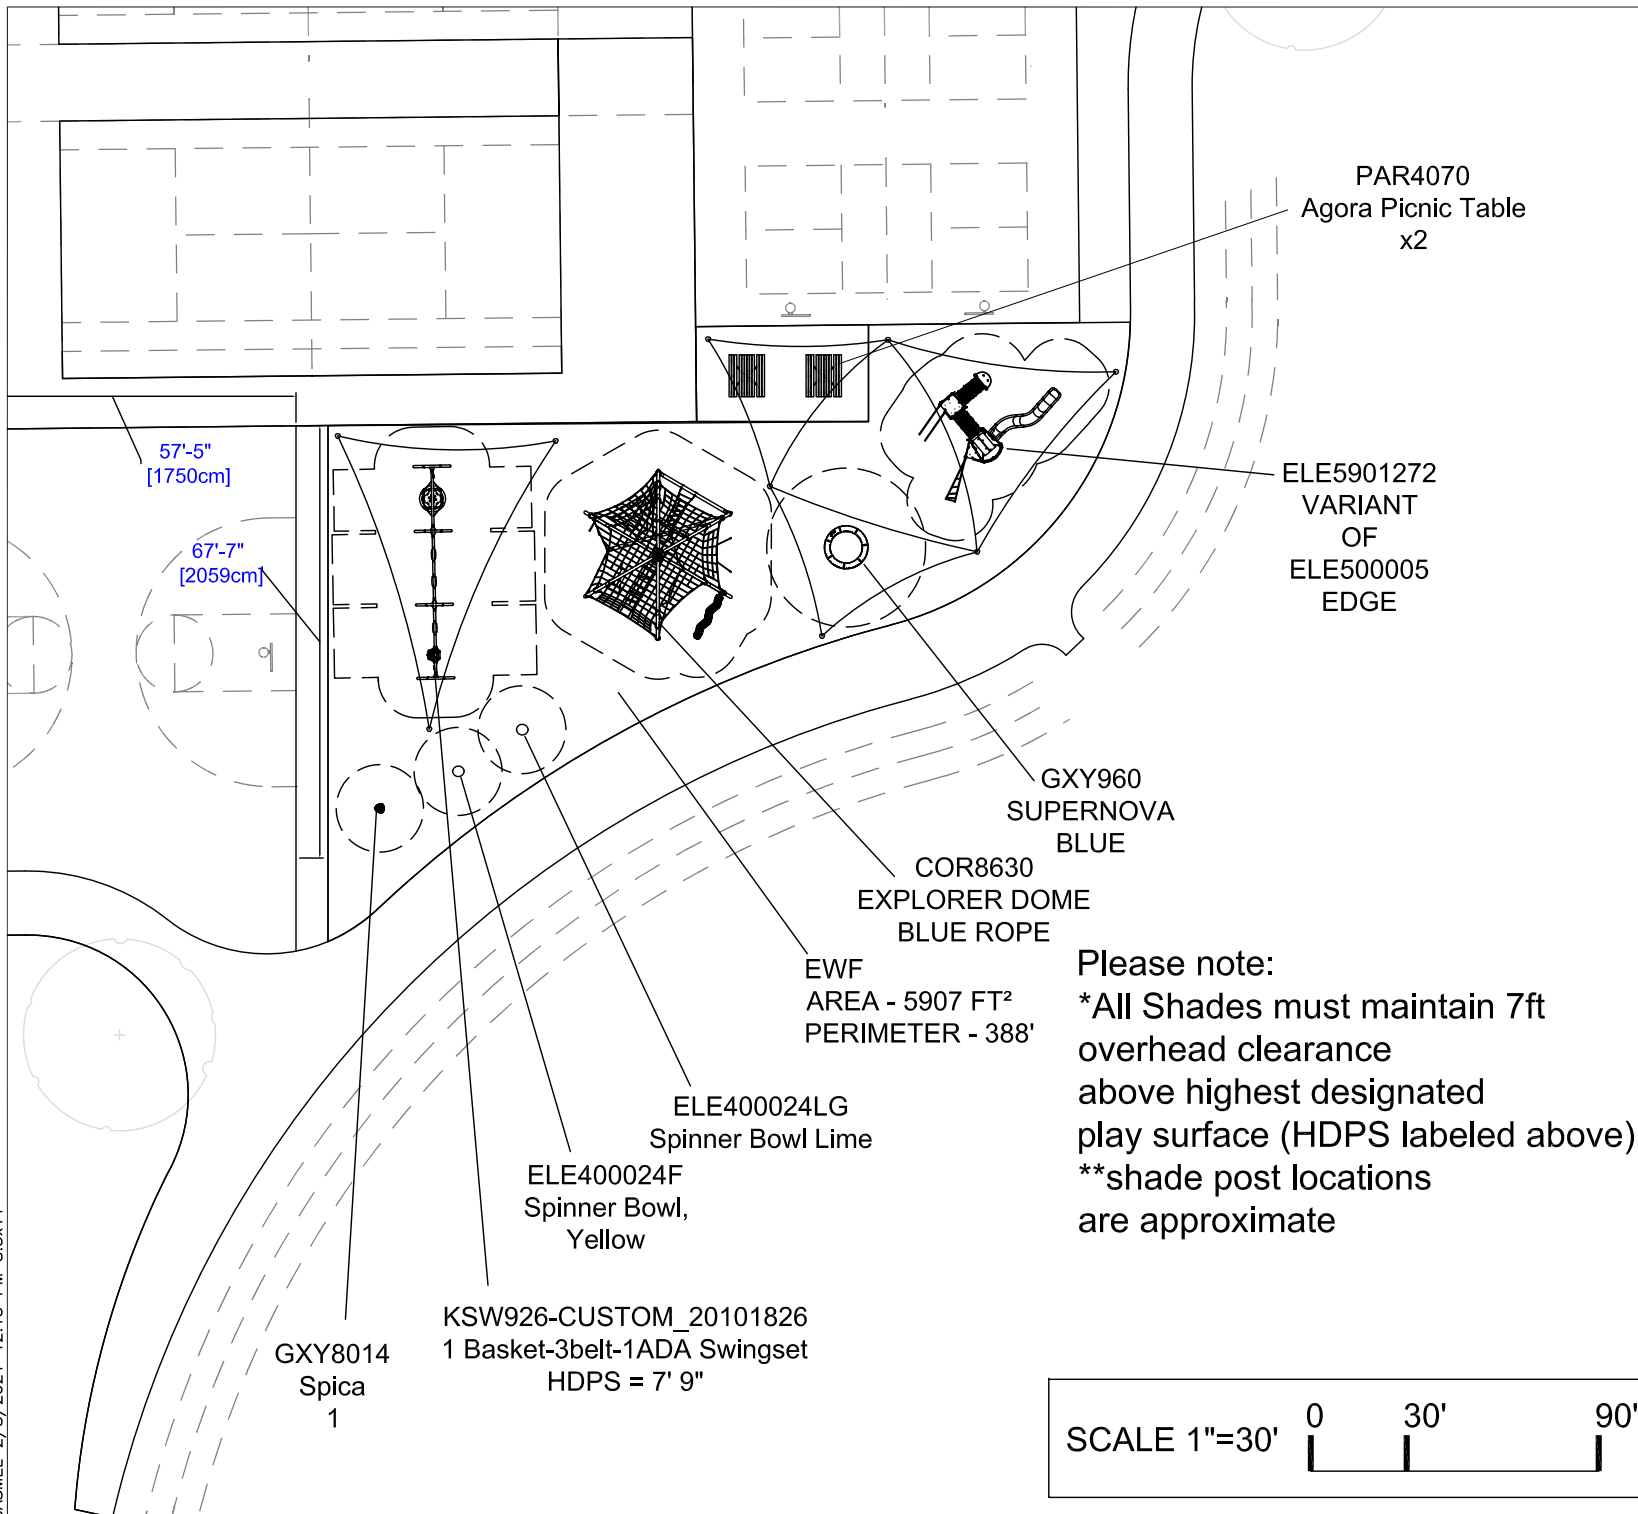 PAR4070
Agora Picnic Table
x2
57'-5"
[1750cm]
67'-7"
[2059cm]
ELE5901272
VARIANT
OF
ELE500005
EDGE
GXY960
SUPERNOVA
BLUE
COR8630
EXPLORER DOME
BLUE ROPE
EWF
AREA - 5907 FT²
PERIMETER - 388'
Please note:
*All Shades must maintain 7ft
overhead clearance
above highest designated
play surface (HDPS labeled above)
**shade post locations
are approximate
ELE400024LG
Spinner Bowl Lime
ELE400024F
Spinner Bowl,
Yellow
KSW926-CUSTOM_20101826
1 Basket-3belt-1ADA Swingset
HDPS = 7' 9"
GXY8014
Spica
1
SCALE 1"=30'
0 30' 90'